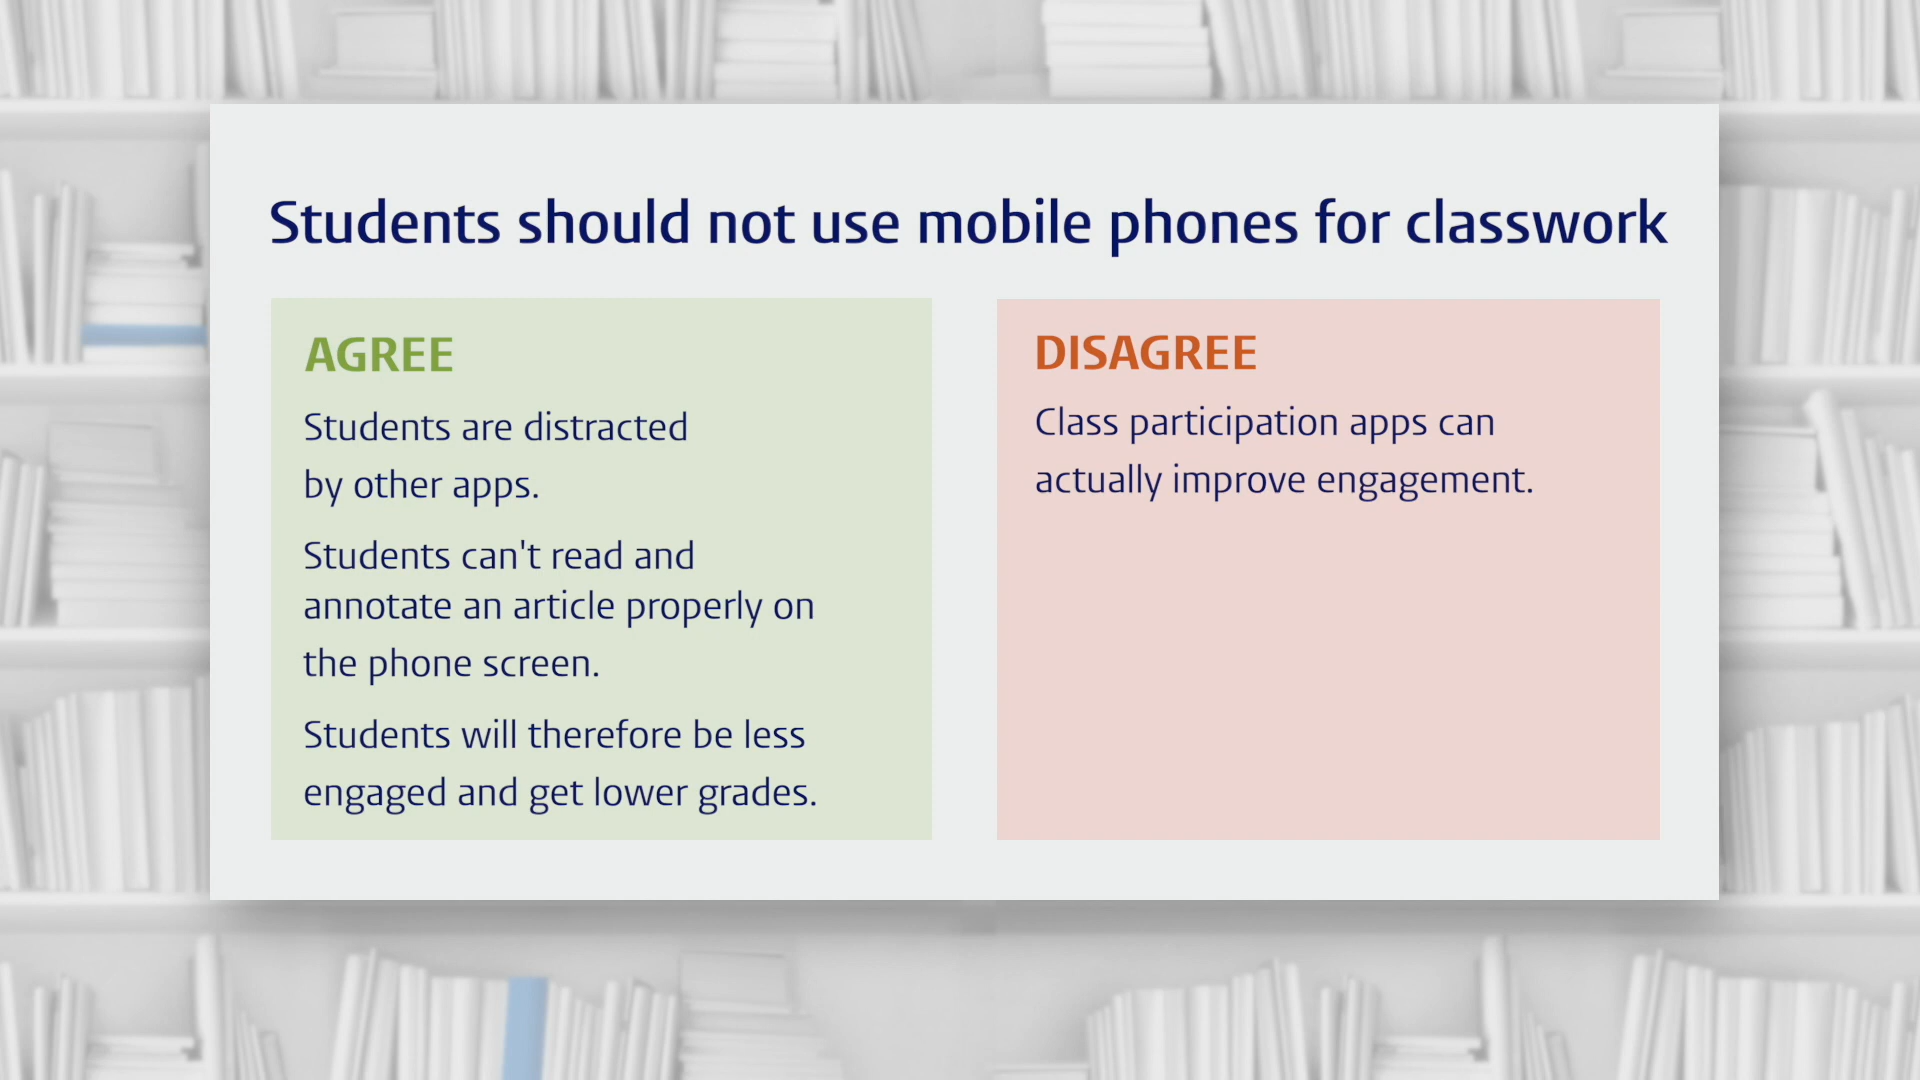 Students should not use mobile phones for classwork
AGREE
Students are distracted
by other apps.
Students can't read and
annotate an article properly on
the phone screen.
Students will therefore be less
engaged and get lower grades.
DISAGREE
Class participation apps can
actually improve engagement.